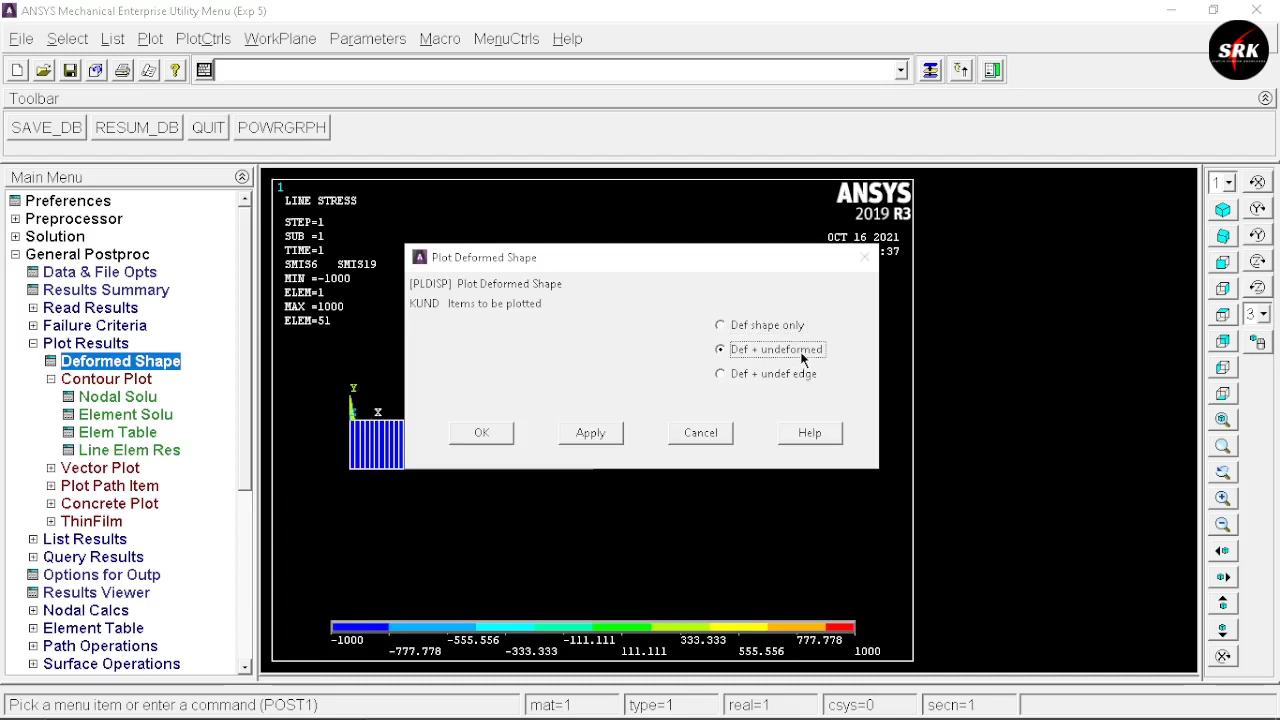 ANSYS Mechanical Enterprise Utility Menu (Exp 5)
File Select List Plot PlotCtrls WorkPlane Parameters Macro MenuCtrls Help
SRK
Toolbar
SAVE_DB RESUM_DB QUIT POWRGRPH
Main Menu
Preferences
Preprocessor
Solution
General Postproc
Data & File Opts
Results Summary
Read Results
Failure Criteria
Plot Results
Deformed Shape
Contour Plot
Nodal Solu
Element Solu
Elem Table
Line Elem Res
Vector Plot
Plot Path Item
Concrete Plot
ThinFilm
List Results
Query Results
Options for Outp
Results Viewer
Nodal Calcs
Element Table
Path Operations
Surface Operations
1
LINE STRESS
STEP=1
SUB =1
TIME=1
SMIS6 SMIS19
MIN =-1000
ELEM=1
MAX =1000
ELEM=51
ANSYS
2019 R3
OCT 16 2021
:37
Plot Deformed Shape
[PLDISP] Plot Deformed Shape
KUND Items to be plotted
Def shape only
Def + undeformed
Def + undef edge
OK Apply Cancel Help
Y
X
-1000 -555.556 -111.111 333.333 777.778
-777.778 -333.333 111.111 555.556 1000
1
3
Pick a menu item or enter a command (POST1) mat=1 type=1 real=1 csys=0 secn=1